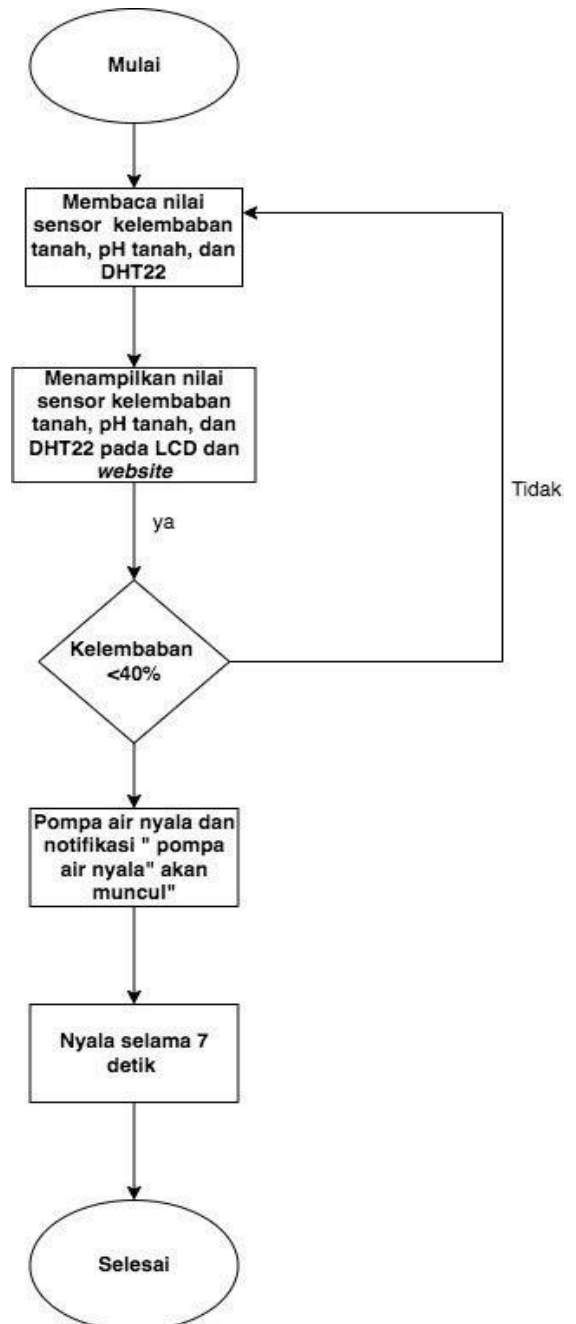 Mulai
Membaca nilai
sensor kelembaban
tanah, pH tanah, dan
DHT22
Menampilkan nilai
sensor kelembaban
tanah, pH tanah, dan
DHT22 pada LCD dan
website
Tidak
ya
Kelembaban
<40%
Pompa air nyala dan
notifikasi " pompa
air nyala" akan
muncul"
Nyala selama 7
detik
Selesai